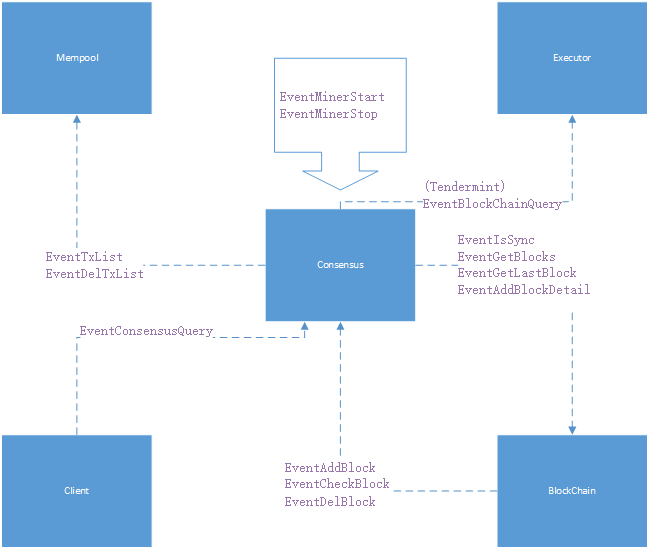 Mempool
Executor
EventMinerStart
EventMinerStop
(Tendermint)
EventBlockChainQuery
EventTxList
EventDelTxList
Consensus
EventIsSync
EventGetBlocks
EventGetLastBlock
EventAddBlockDetail
EventConsensusQuery
EventAddBlock
EventCheckBlock
EventDelBlock
Client
BlockChain